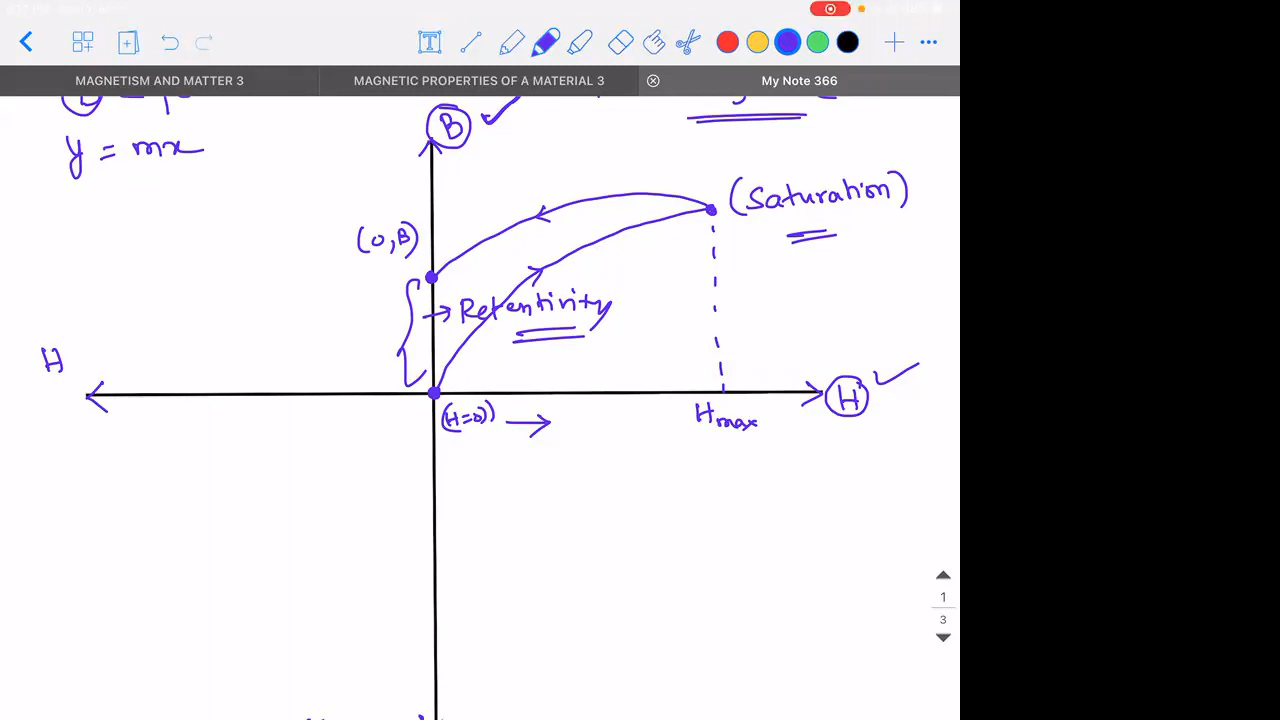 MAGNETISM AND MATTER 3
MAGNETIC PROPERTIES OF A MATERIAL 3
My Note 366
B
y = mx
(Saturation)
(0,B)
→ Retentivity
H
H
(H=0)) →
Hmax
1
3